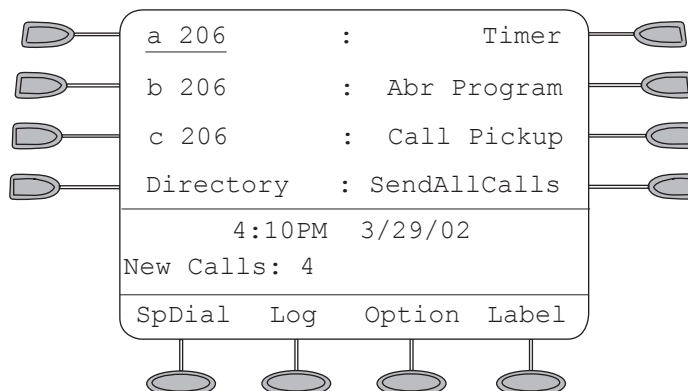 a 206 : Timer
b 206 : Abr Program
c 206 : Call Pickup
Directory : SendAllCalls
4:10PM 3/29/02
New Calls: 4
SpDial Log Option Label